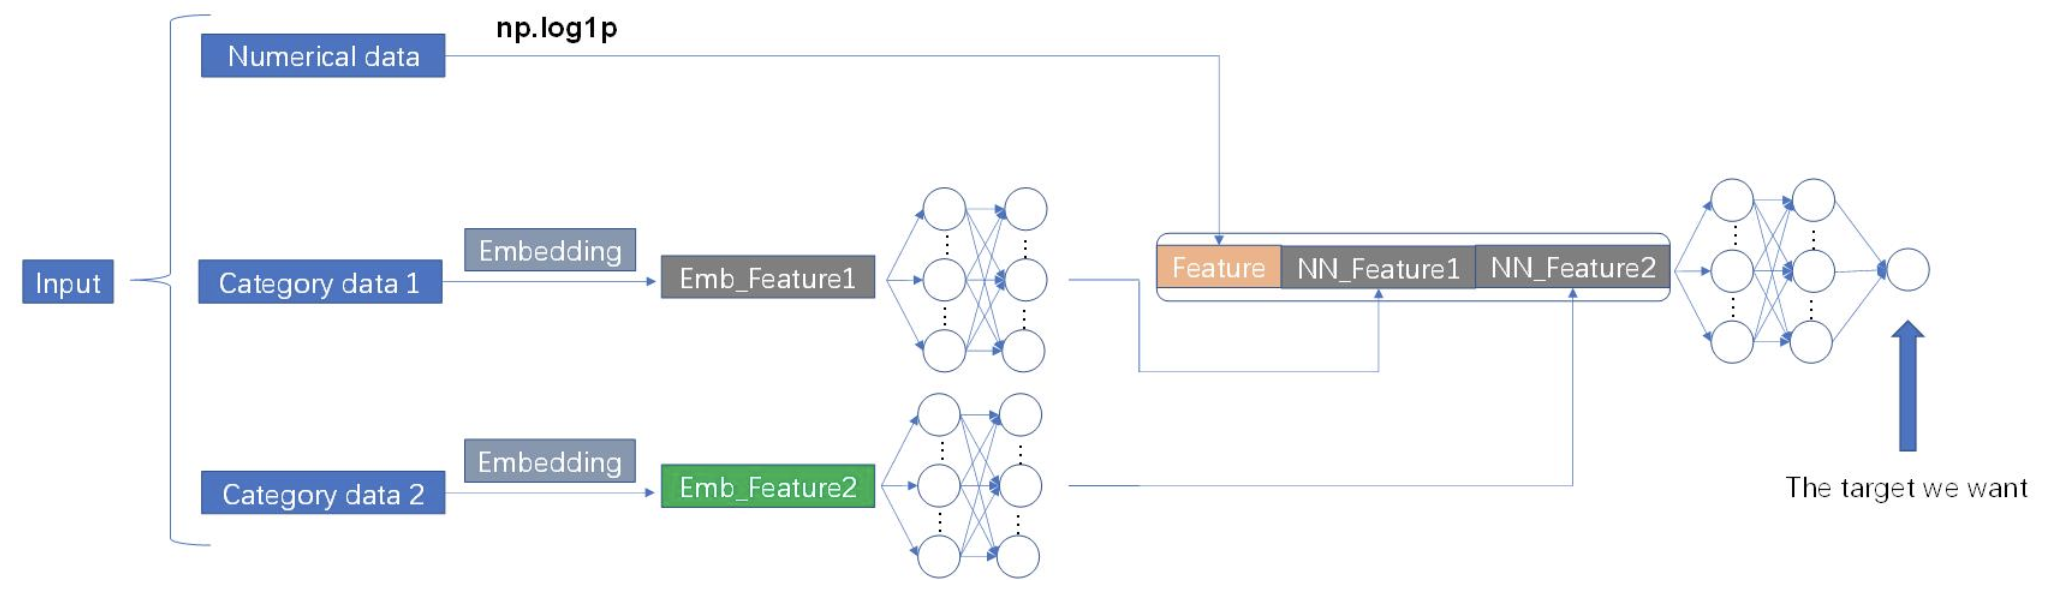 np.log1p
Numerical data
Input
Category data 1
Embedding
Emb_Feature1
Feature
NN_Feature1
NN_Feature2
Category data 2
Embedding
Emb_Feature2
The target we want